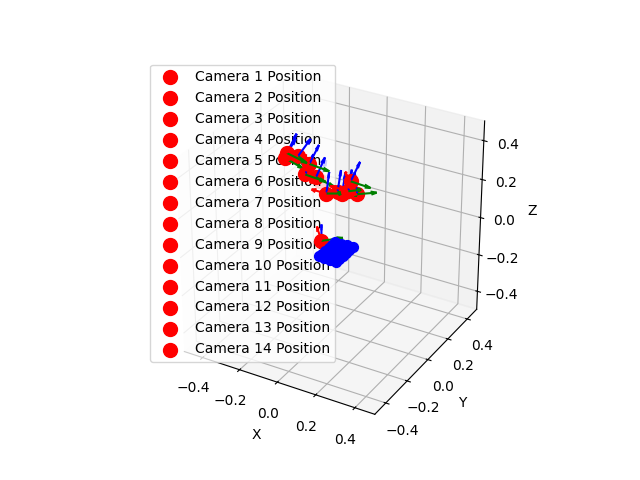 Camera 1 Position
Camera 2 Position
Camera 3 Position
Camera 4 Position
Camera 5 Position
Camera 6 Position
Camera 7 Position
Camera 8 Position
Camera 9 Position
Camera 10 Position
Camera 11 Position
Camera 12 Position
Camera 13 Position
Camera 14 Position
0.4
0.2
0.0
−0.2
−0.4
Z
−0.4
−0.2
0.0
0.2
0.4
X
−0.4
−0.2
0.0
0.2
0.4
Y